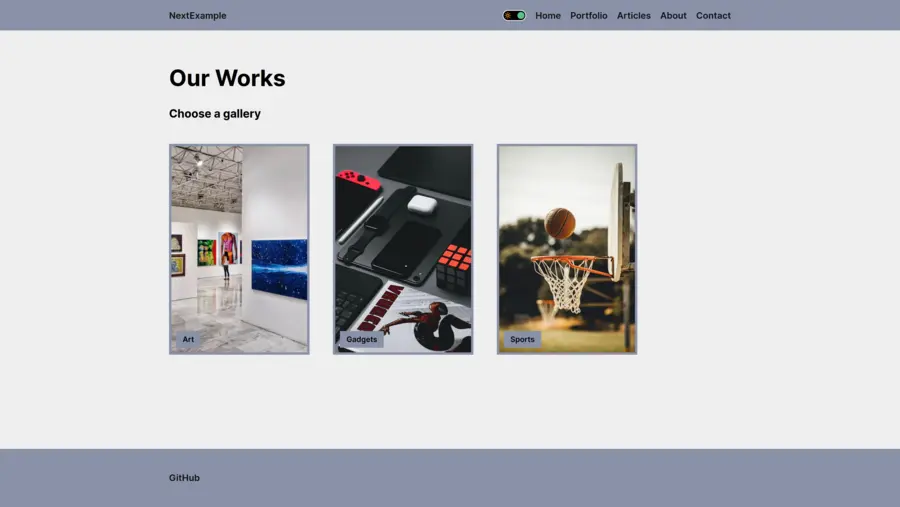 NextExample
Home Portfolio Articles About Contact
Our Works
Choose a gallery
Art
Gadgets
Sports
GitHub